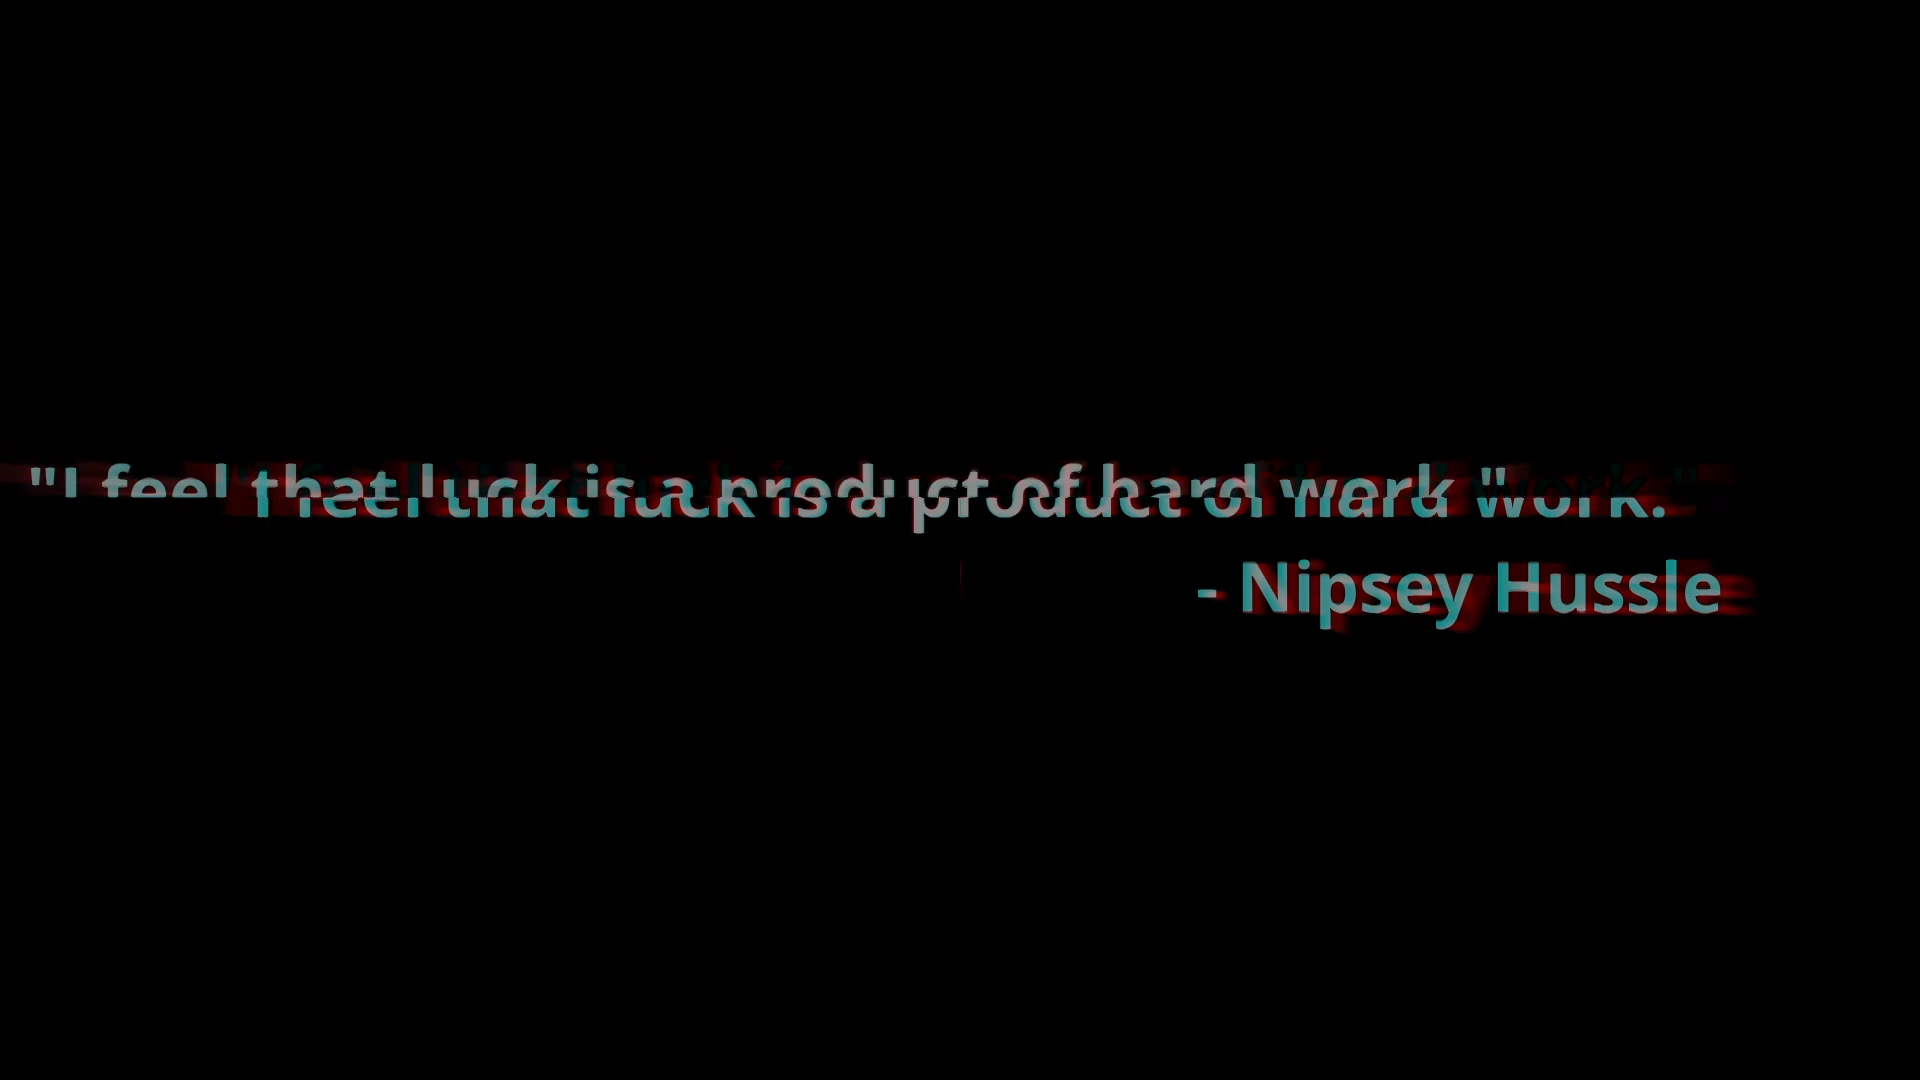 "I feel that luck is a product of hard work."
- Nipsey Hussle